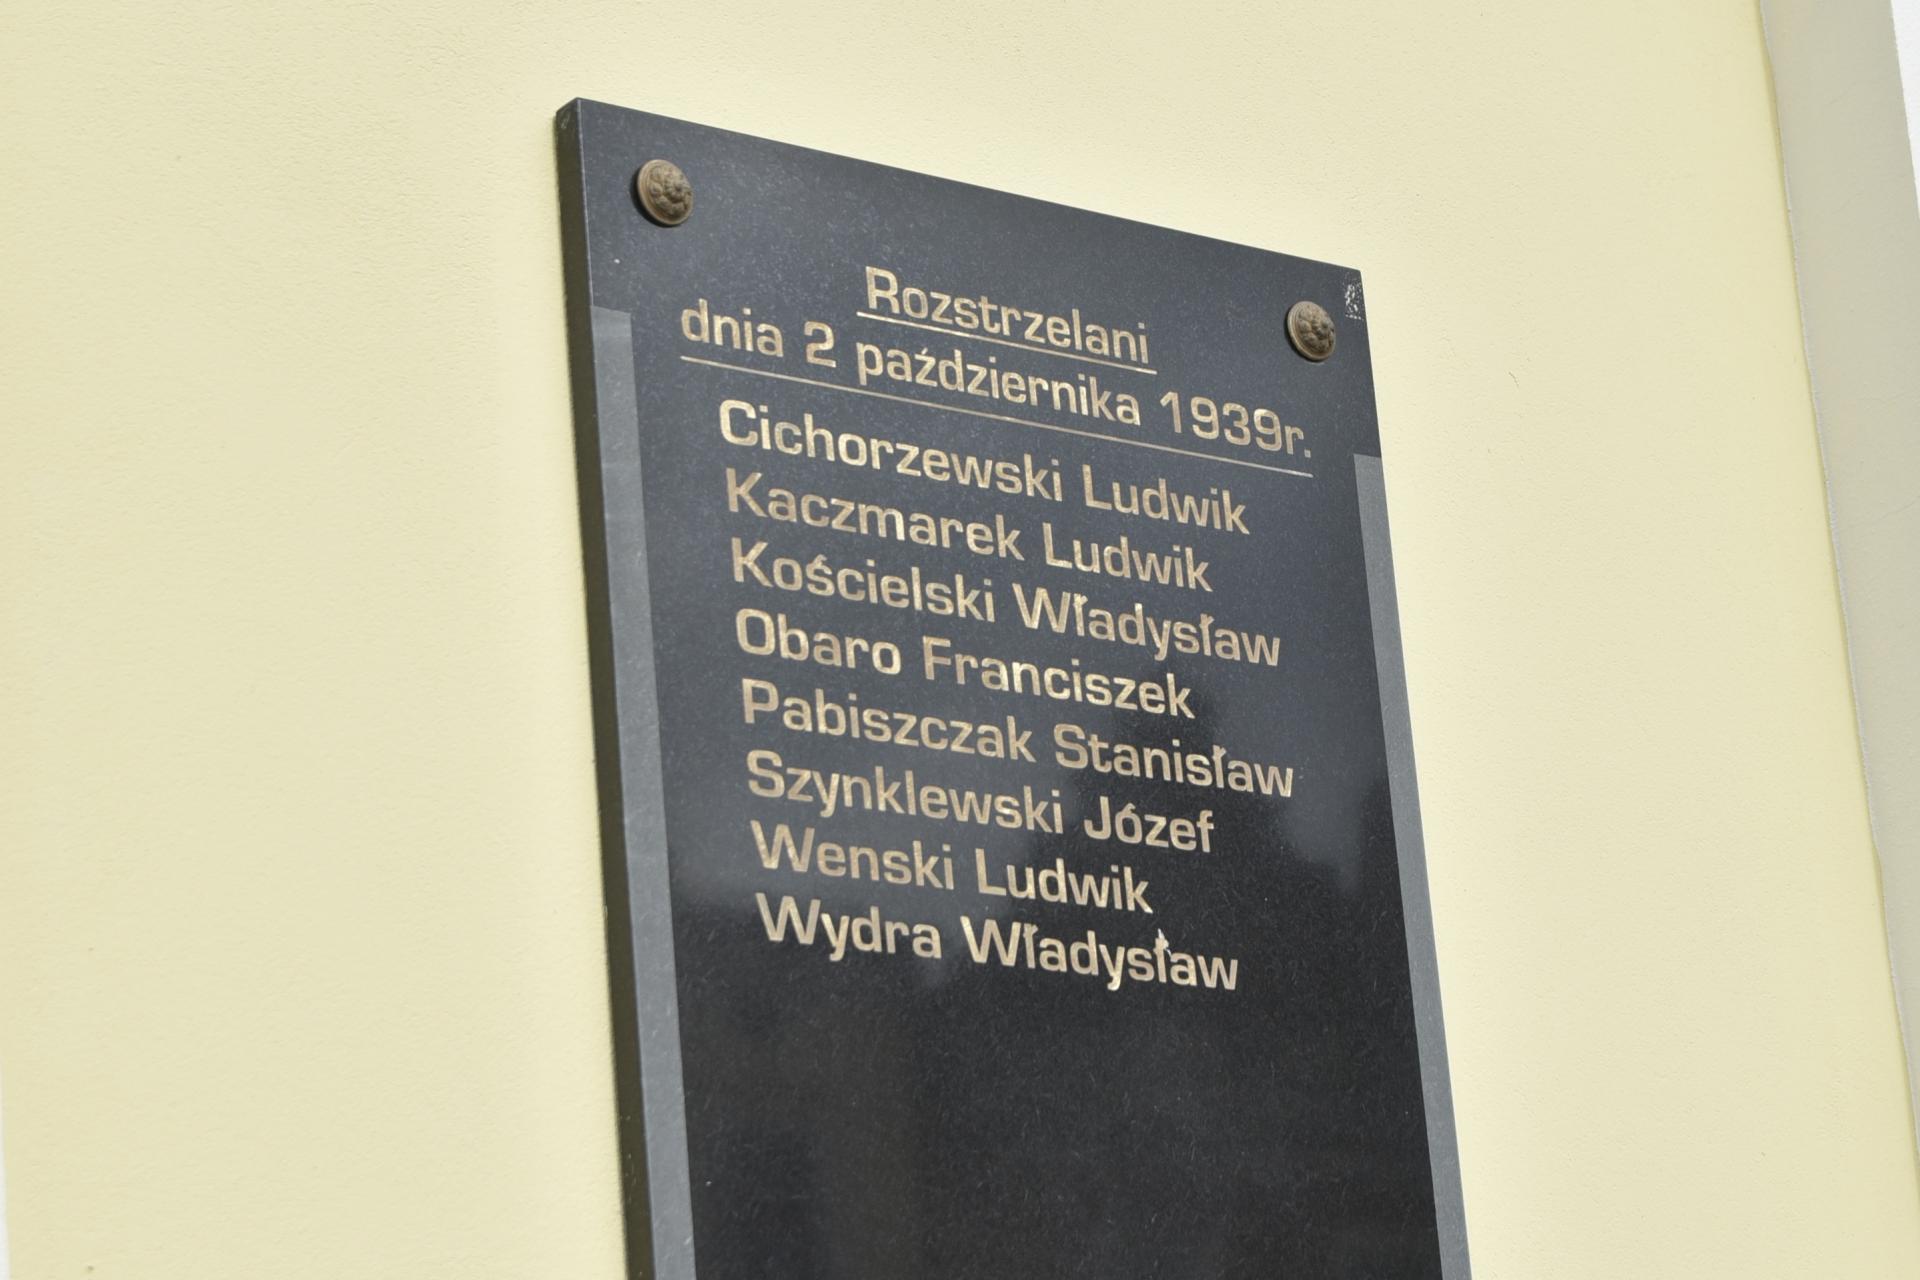 Rozstrzelani
dnia 2 października 1939r.
Cichorzewski Ludwik
Kaczmarek Ludwik
Kościelski Władysław
Obaro Franciszek
Pabiszczak Stanisław
Szynklewski Józef
Wenski Ludwik
Wydra Władysław